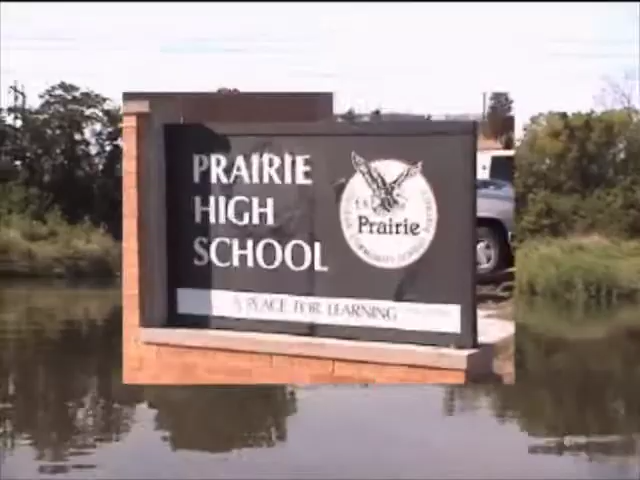 PRAIRIE
HIGH
SCHOOL
Prairie
A PLACE FOR LEARNING